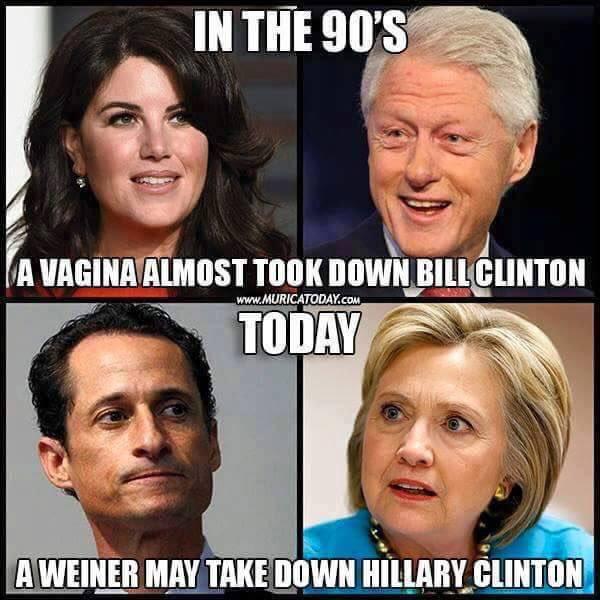 IN THE 90'S
A VAGINA ALMOST TOOK DOWN BILL CLINTON
WWW.MURICATODAY.COM
TODAY
A WEINER MAY TAKE DOWN HILLARY CLINTON